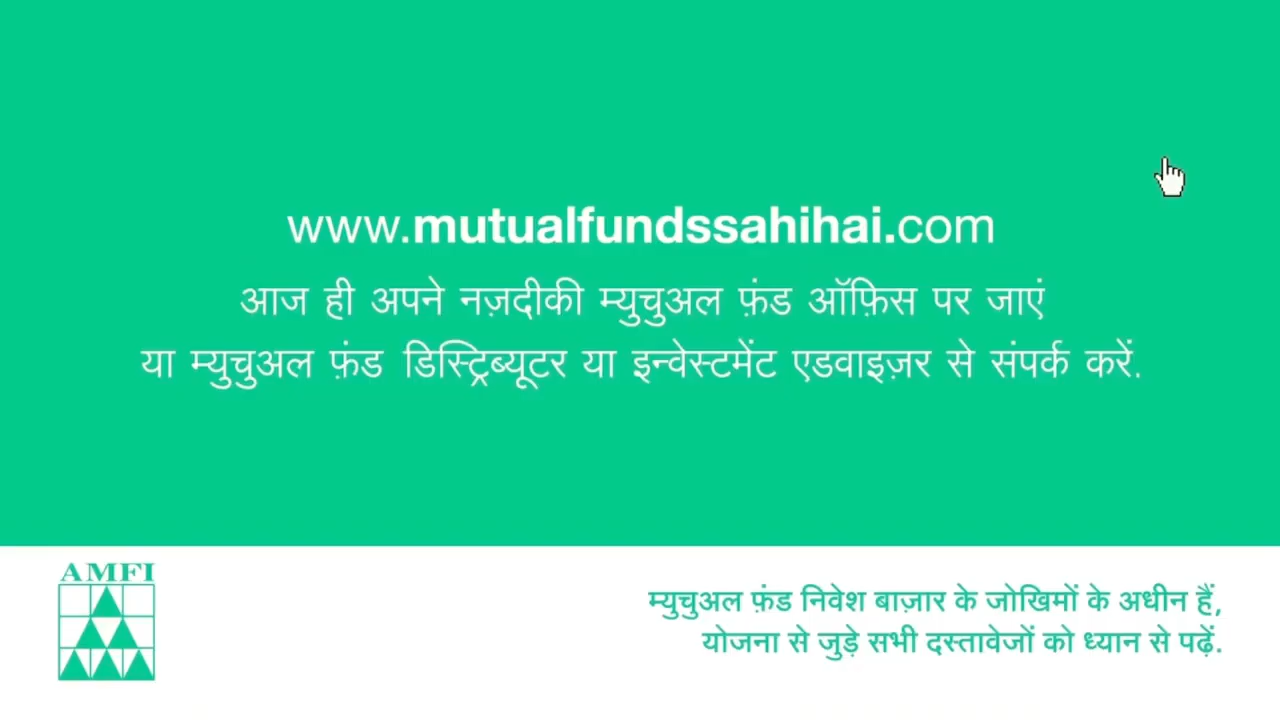 www.mutualfundssahihai.com
आज ही अपने नज़दीकी म्युचुअल फ़ंड ऑफ़िस पर जाएं
या म्युचुअल फ़ंड डिस्ट्रिब्यूटर या इन्वेस्टमेंट एडवाइज़र से संपर्क करें.
AMFI
म्युचुअल फ़ंड निवेश बाज़ार के जोखिमों के अधीन हैं,
योजना से जुड़े सभी दस्तावेजों को ध्यान से पढ़ें.